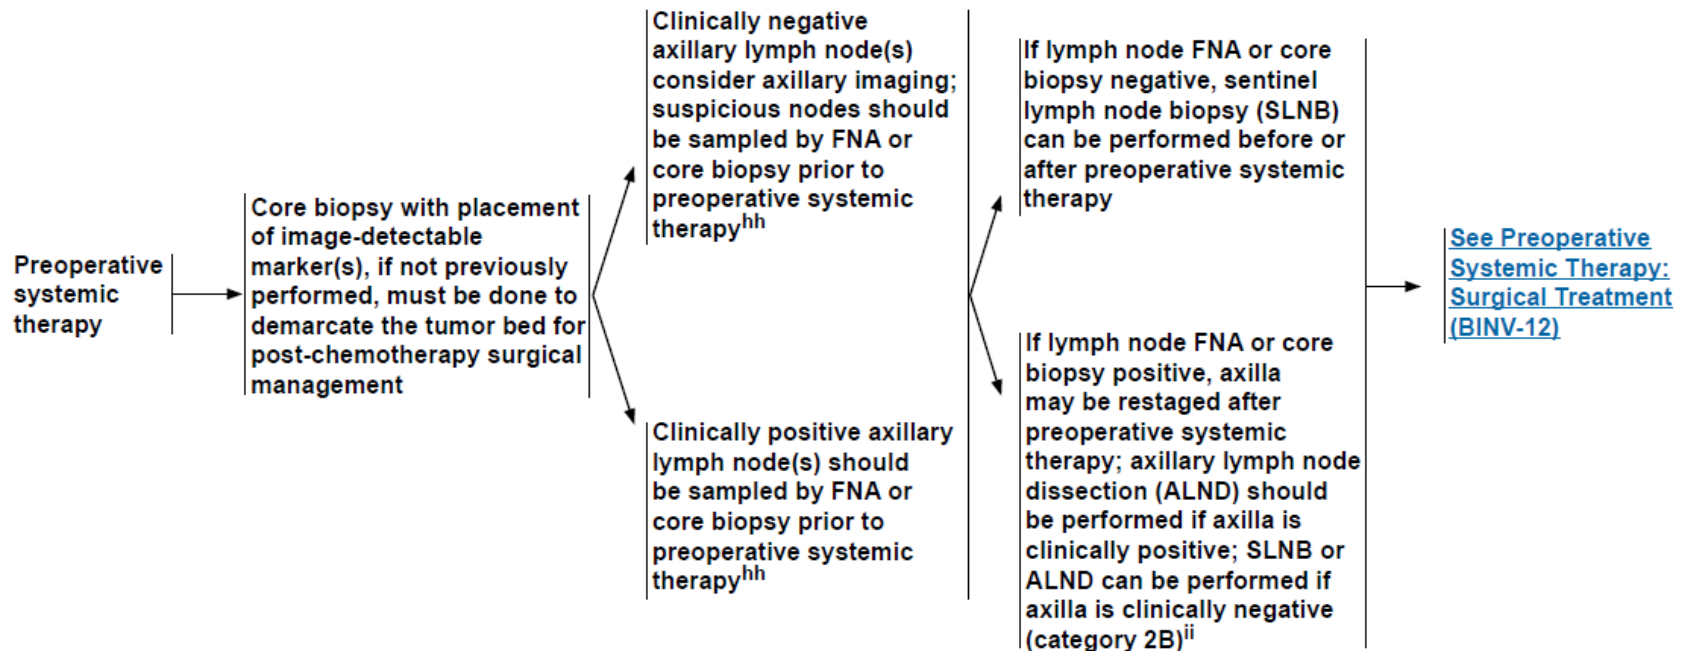 Preoperative
systemic
therapy
Core biopsy with placement
of image-detectable
marker(s), if not previously
performed, must be done to
demarcate the tumor bed for
post-chemotherapy surgical
management
Clinically negative
axillary lymph node(s)
consider axillary imaging;
suspicious nodes should
be sampled by FNA or
core biopsy prior to
preoperative systemic
therapyhh
Clinically positive axillary
lymph node(s) should
be sampled by FNA or
core biopsy prior to
preoperative systemic
therapyhh
If lymph node FNA or core
biopsy negative, sentinel
lymph node biopsy (SLNB)
can be performed before or
after preoperative systemic
therapy
If lymph node FNA or core
biopsy positive, axilla
may be restaged after
preoperative systemic
therapy; axillary lymph node
dissection (ALND) should
be performed if axilla is
clinically positive; SLNB or
ALND can be performed if
axilla is clinically negative
(category 2B)ii
See Preoperative
Systemic Therapy:
Surgical Treatment
(BINV-12)